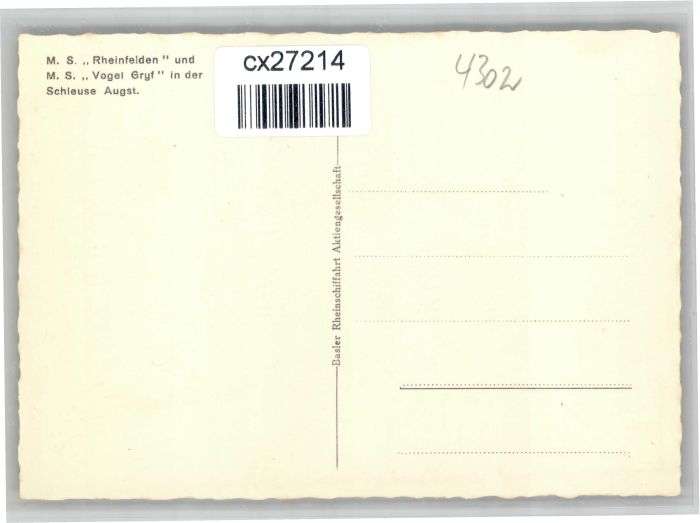 M. S. „Rheinfelden" und
M. S. „Vogel Gryf" in der
Schleuse Augst.
cx27214
4302
Basler Rheinschiffahrt Aktiengesellschaft